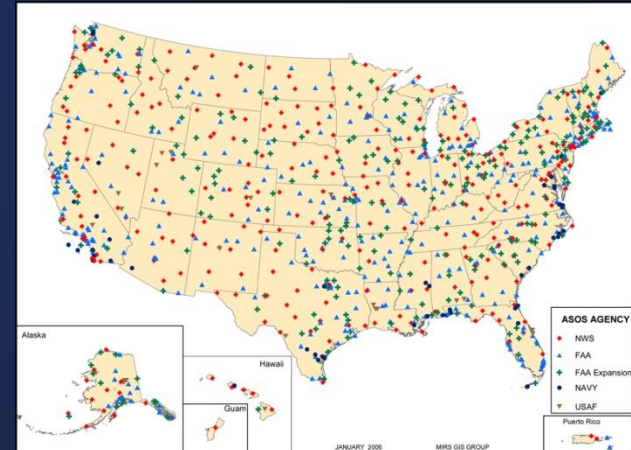 ASOS AGENCY
NWS
FAA
FAA Expansion
NAVY
USAF
Alaska
Hawaii
Guam
Puerto Rico
JANUARY 2006
MIRS GIS GROUP